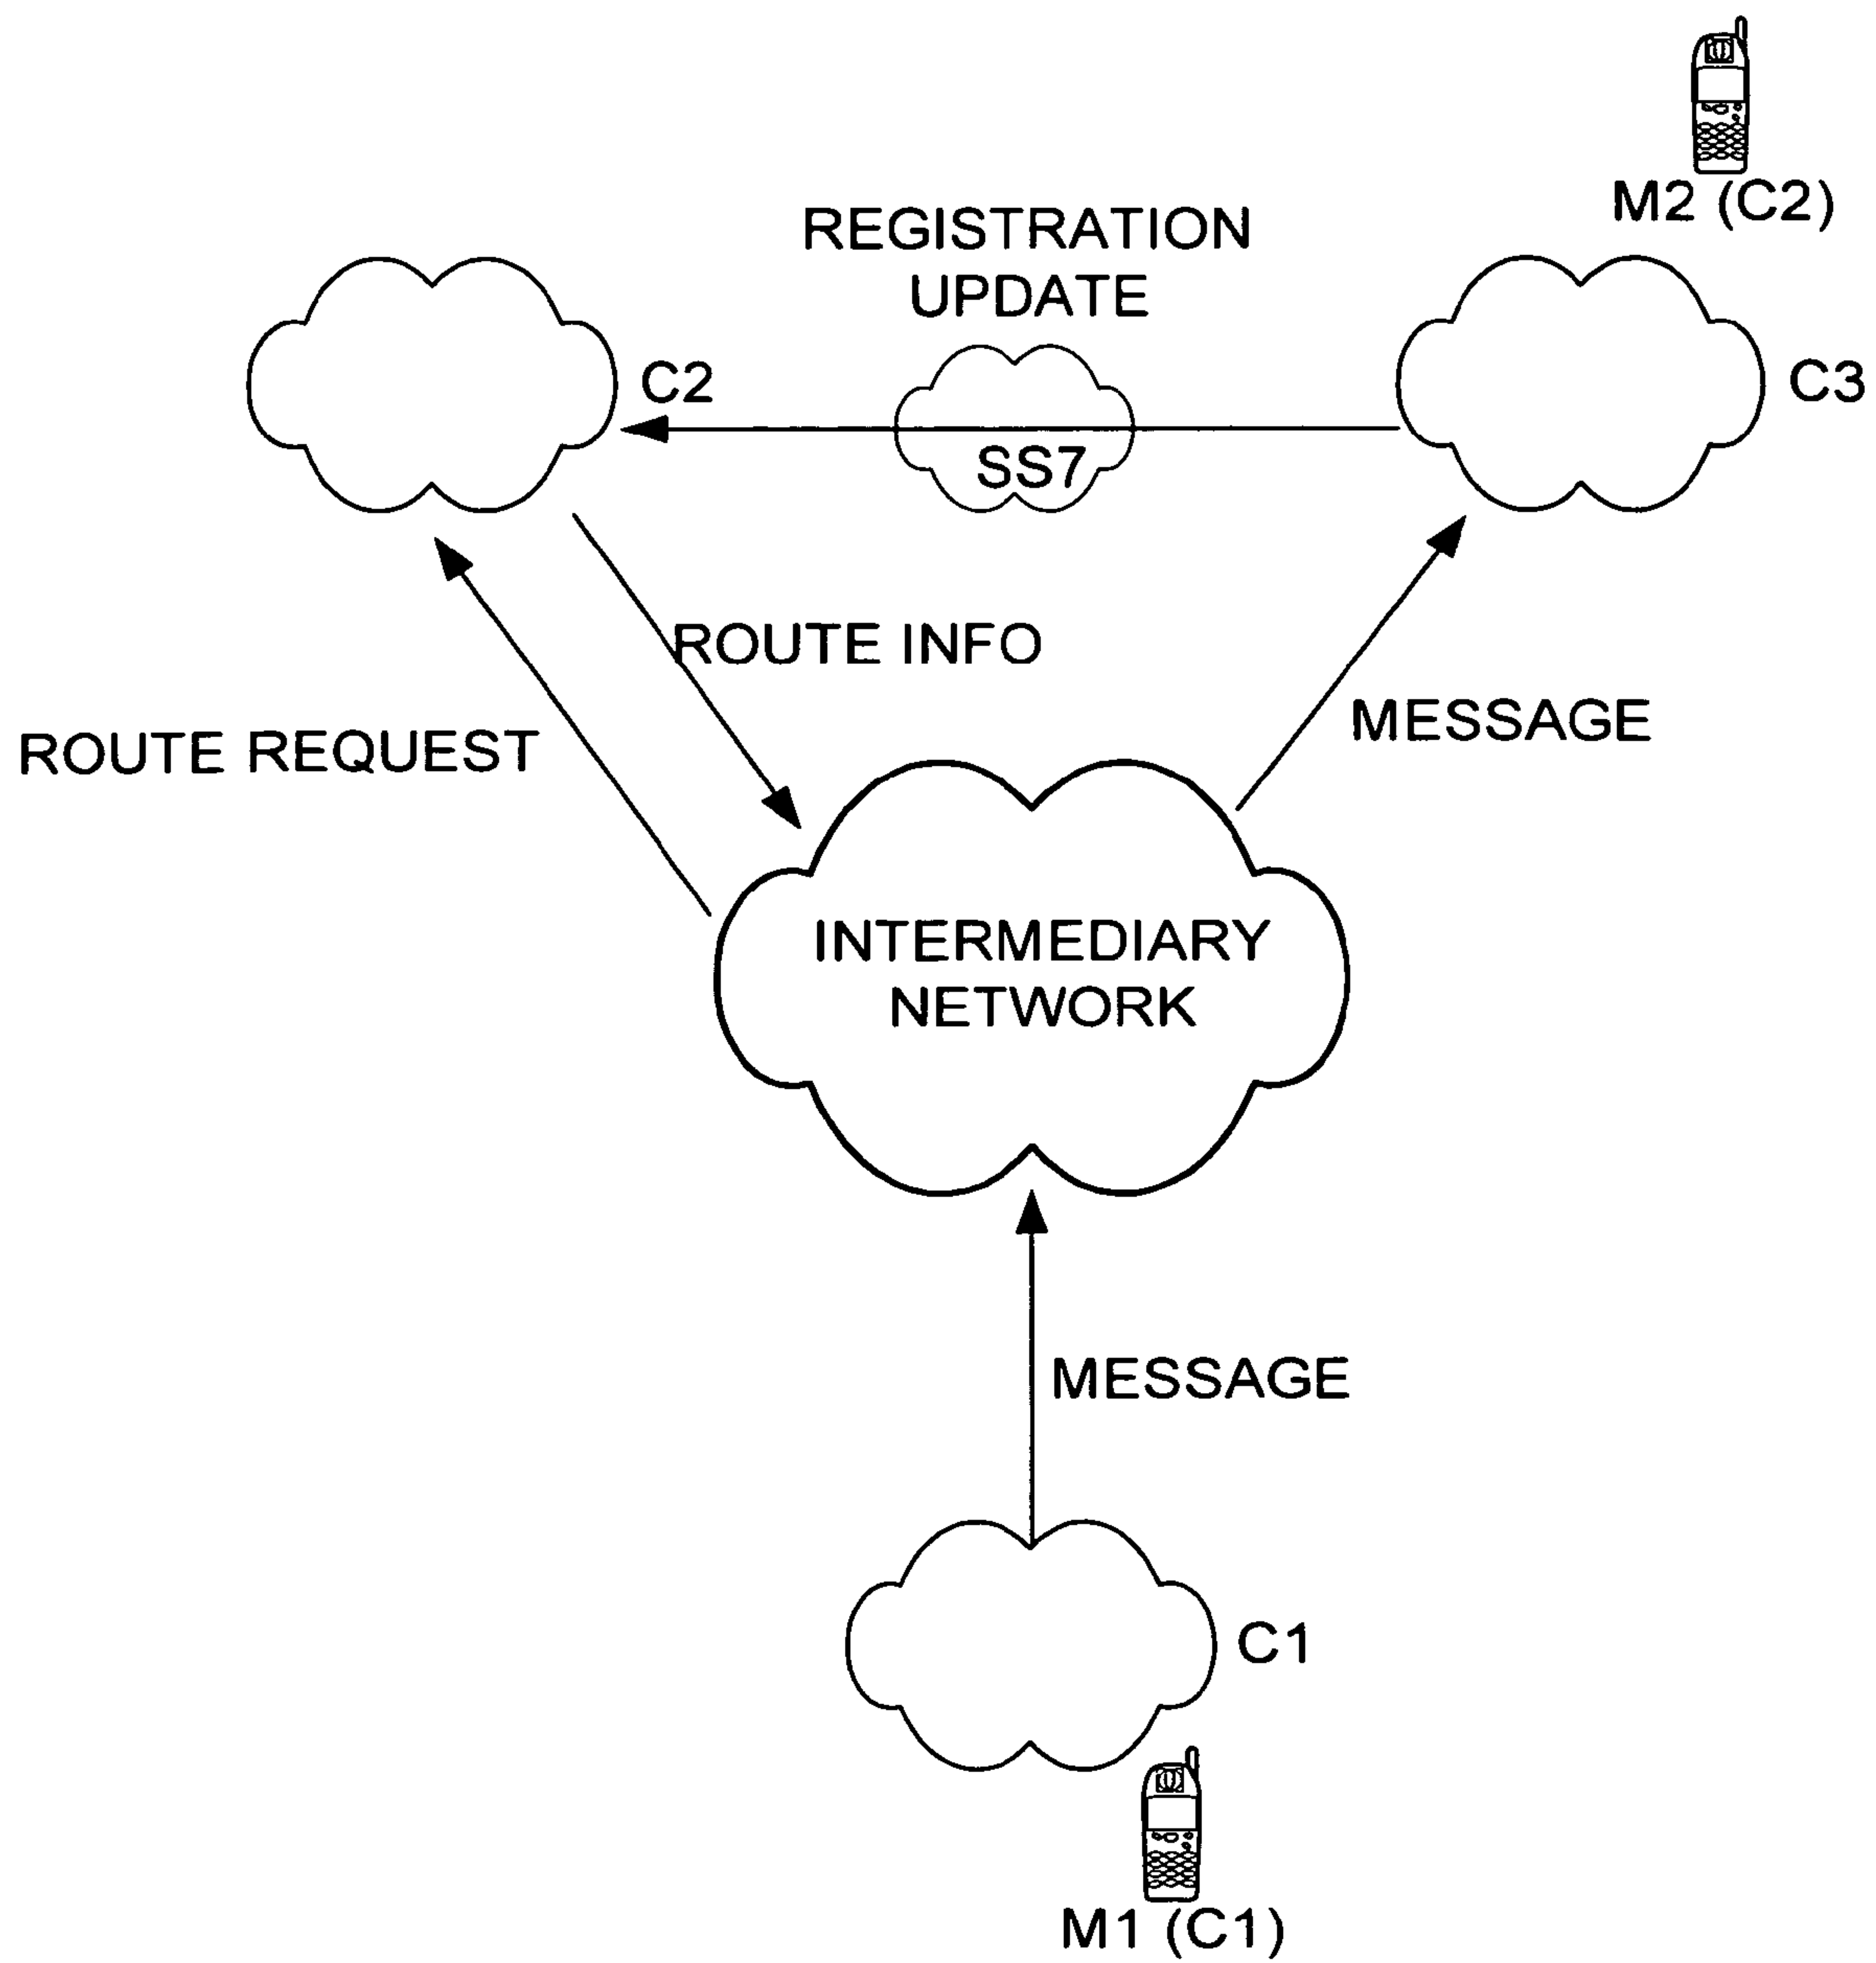 M2 (C2)
REGISTRATION
UPDATE
C2
C3
SS7
ROUTE INFO
MESSAGE
ROUTE REQUEST
INTERMEDIARY
NETWORK
MESSAGE
C1
M1 (C1)